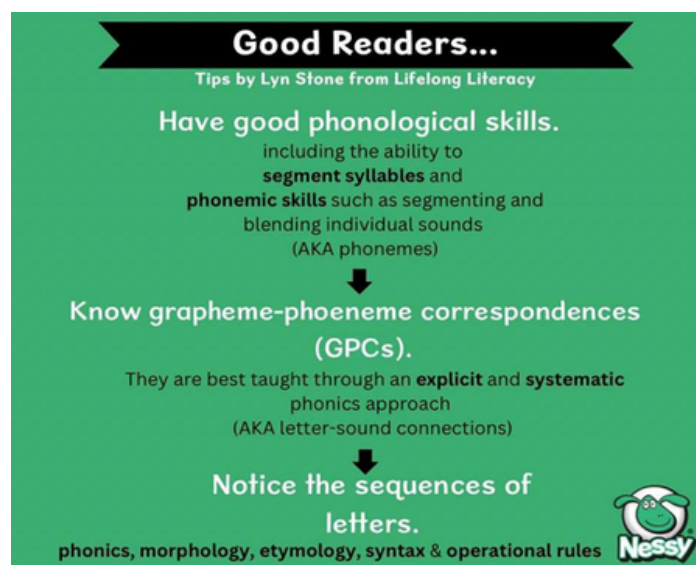 Good Readers...
Tips by Lyn Stone from Lifelong Literacy
Have good phonological skills.
including the ability to
segment syllables and
phonemic skills such as segmenting and
blending individual sounds
(AKA phonemes)
Know grapheme-phoeneme correspondences
(GPCs).
They are best taught through an explicit and systematic
phonics approach
(AKA letter-sound connections)
Notice the sequences of
letters.
phonics, morphology, etymology, syntax & operational rules
Nessy